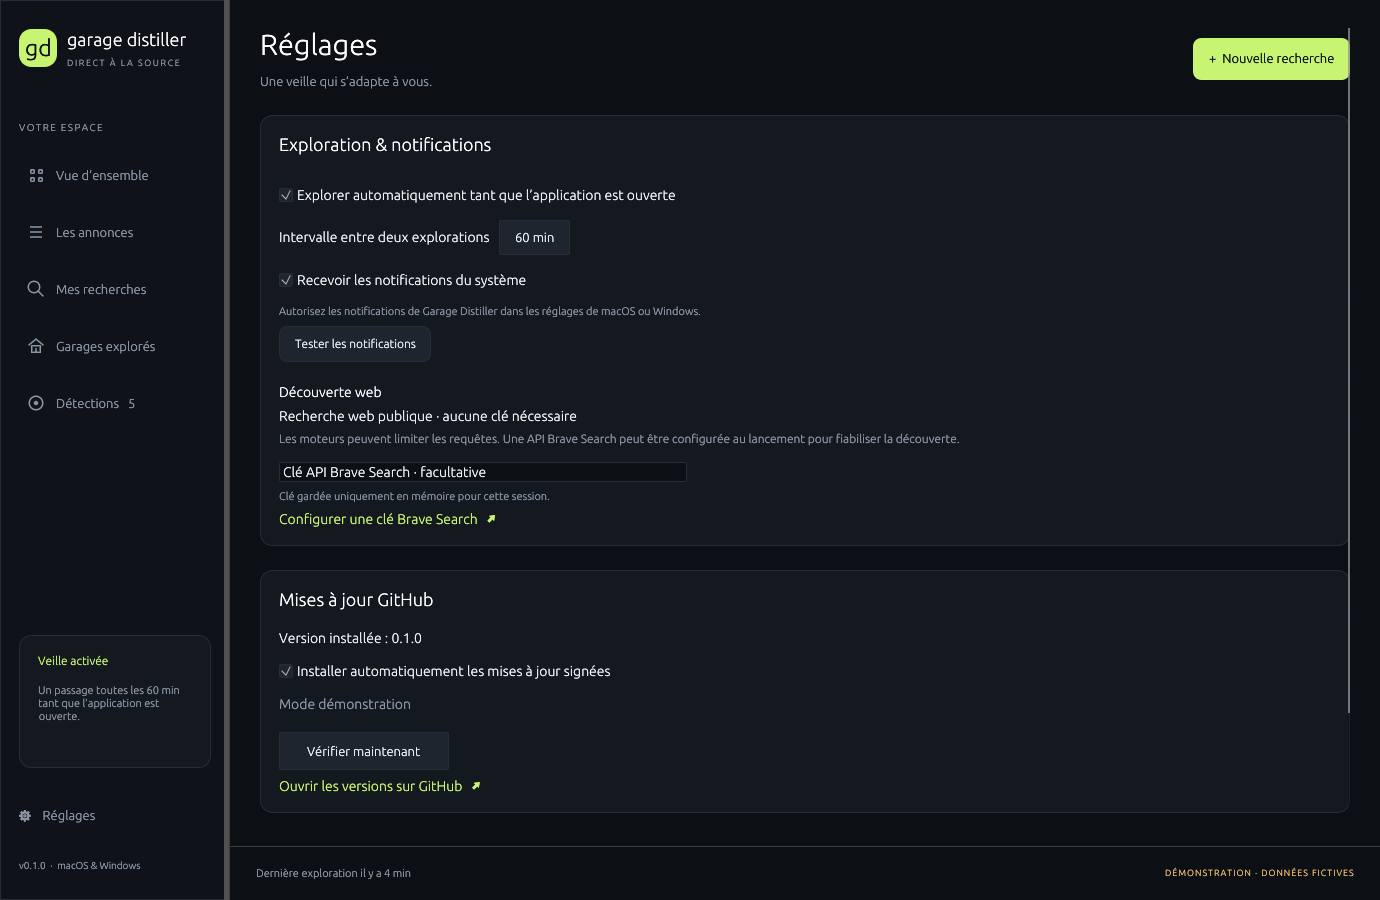 gd
garage distiller
DIRECT À LA SOURCE
VOTRE ESPACE
Vue d’ensemble
Les annonces
Mes recherches
Garages explorés
Détections 5
Veille activée
Un passage toutes les 60 min
tant que l’application est
ouverte.
Réglages
v0.1.0 · macOS & Windows
Réglages
Une veille qui s’adapte à vous.
+ Nouvelle recherche
Exploration & notifications
Explorer automatiquement tant que l’application est ouverte
Intervalle entre deux explorations 60 min
Recevoir les notifications du système
Autorisez les notifications de Garage Distiller dans les réglages de macOS ou Windows.
Tester les notifications
Découverte web
Recherche web publique · aucune clé nécessaire
Les moteurs peuvent limiter les requêtes. Une API Brave Search peut être configurée au lancement pour fiabiliser la découverte.
Clé API Brave Search · facultative
Clé gardée uniquement en mémoire pour cette session.
Configurer une clé Brave Search
Mises à jour GitHub
Version installée : 0.1.0
Installer automatiquement les mises à jour signées
Mode démonstration
Vérifier maintenant
Ouvrir les versions sur GitHub
Dernière exploration il y a 4 min
DÉMONSTRATION · DONNÉES FICTIVES